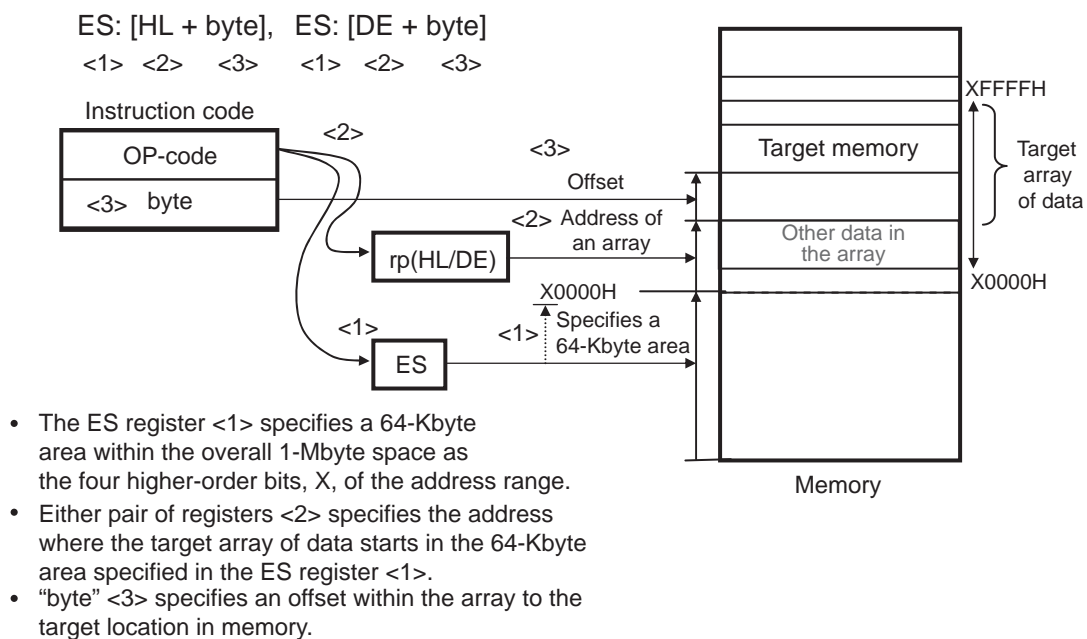 ES: [HL + byte], ES: [DE + byte]
<1> <2> <3> <1> <2> <3>
Instruction code
OP-code
<3> byte
<2>
<3>
Offset
<2> Address of
an array
rp(HL/DE)
X0000H
<1>
<1>
Specifies a
64-Kbyte
area
ES
XFFFFH
Target memory
Target
array
of data
Other data in
the array
X0000H
Memory
• The ES register <1> specifies a 64-Kbyte
area within the overall 1-Mbyte space as
the four higher-order bits, X, of the address range.
• Either pair of registers <2> specifies the address
where the target array of data starts in the 64-Kbyte
area specified in the ES register <1>.
• “byte” <3> specifies an offset within the array to the
target location in memory.